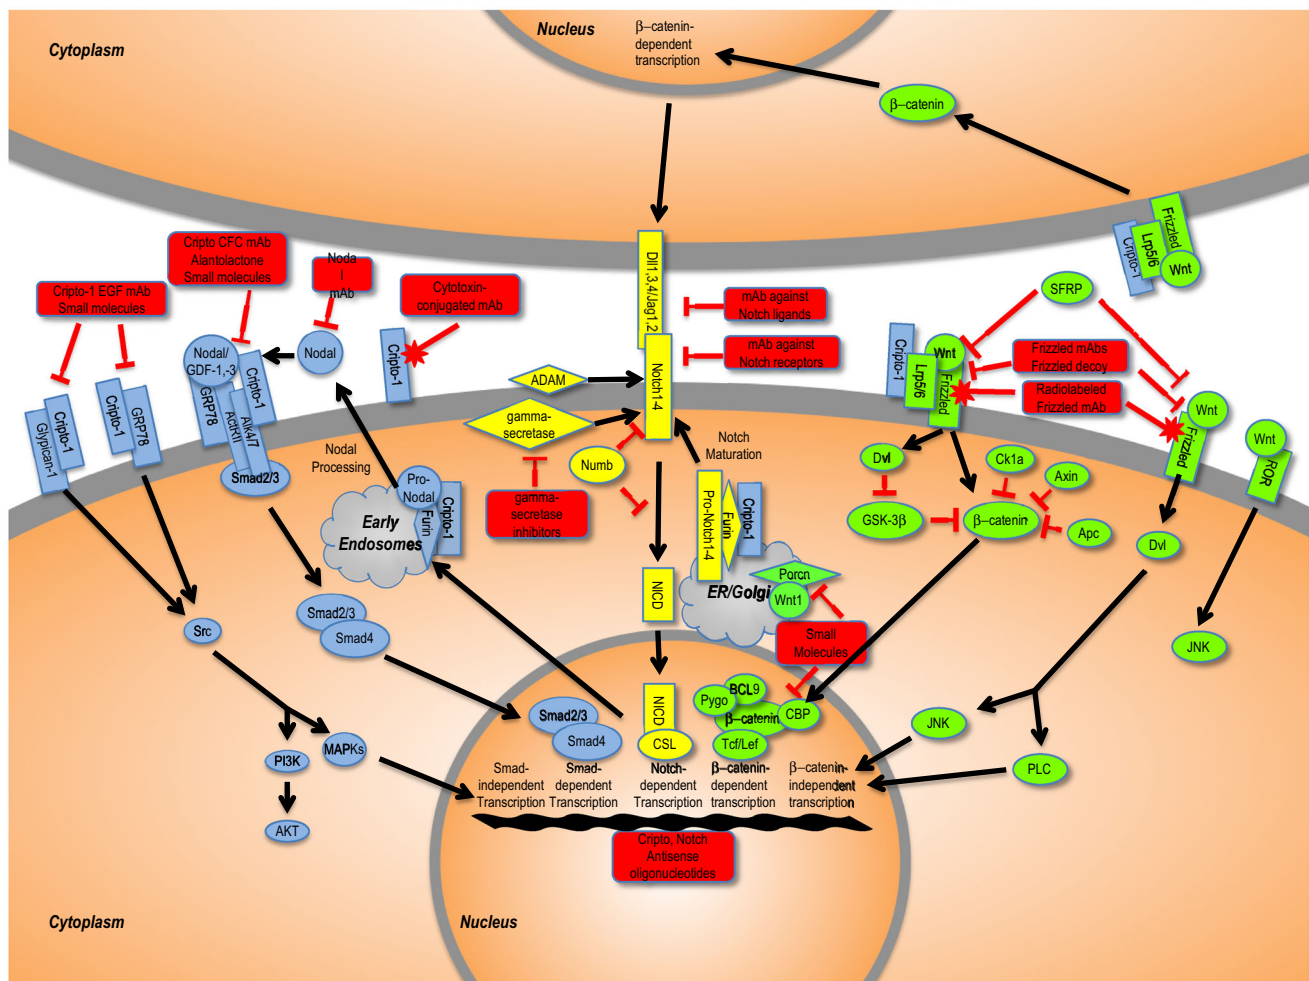 Cytoplasm
Nucleus
β–catenin-
dependent
transcription
β–catenin
Frizzled
Lrp5/6
Cripto-1
Wnt
Cripto CFC mAb
Alantolactone
Small molecules
Noda
l
mAb
Cripto-1 EGF mAb
Small molecules
Cytotoxin-
conjugated mAb
Dll1,3,4/Jag1,2
mAb against
Notch ligands
mAb against
Notch receptors
SFRP
Frizzled mAbs
Frizzled decoy
Radiolabeled
Frizzled mAb
Nodal/
GDF-1,-3
Nodal
Cripto-1
Cripto-1
Glypican-1
Cripto-1
GRP78
GRP78
Cripto-1
ActRII
Alk4/7
Smad2/3
ADAM
gamma-
secretase
Notch1-4
Numb
gamma-
secretase
inhibitors
Notch
Maturation
Cripto-1
Lrp5/6
Wnt
Frizzled
Wnt
Frizzled
Wnt
ROR
Nodal
Processing
Pro-
Nodal
Furin
Cripto-1
Early
Endosomes
Pro-Notch1-4
Furin
Cripto-1
ER/Golgi
Porcn
Wnt1
Small
Molecules
Dvl
GSK-3β
Ck1a
Axin
β–catenin
Apc
Dvl
JNK
Src
Smad2/3
Smad4
NICD
PI3K
MAPKs
AKT
Smad2/3
Smad4
NICD
CSL
Pygo
BCL9
β–catenin
CBP
Tcf/Lef
JNK
PLC
Smad-
independent
Transcription
Smad-
dependent
Transcription
Notch-
dependent
Transcription
β–catenin-
dependent
transcription
β–catenin-
independent
transcription
Cripto, Notch
Antisense
oligonucleotides
Cytoplasm
Nucleus